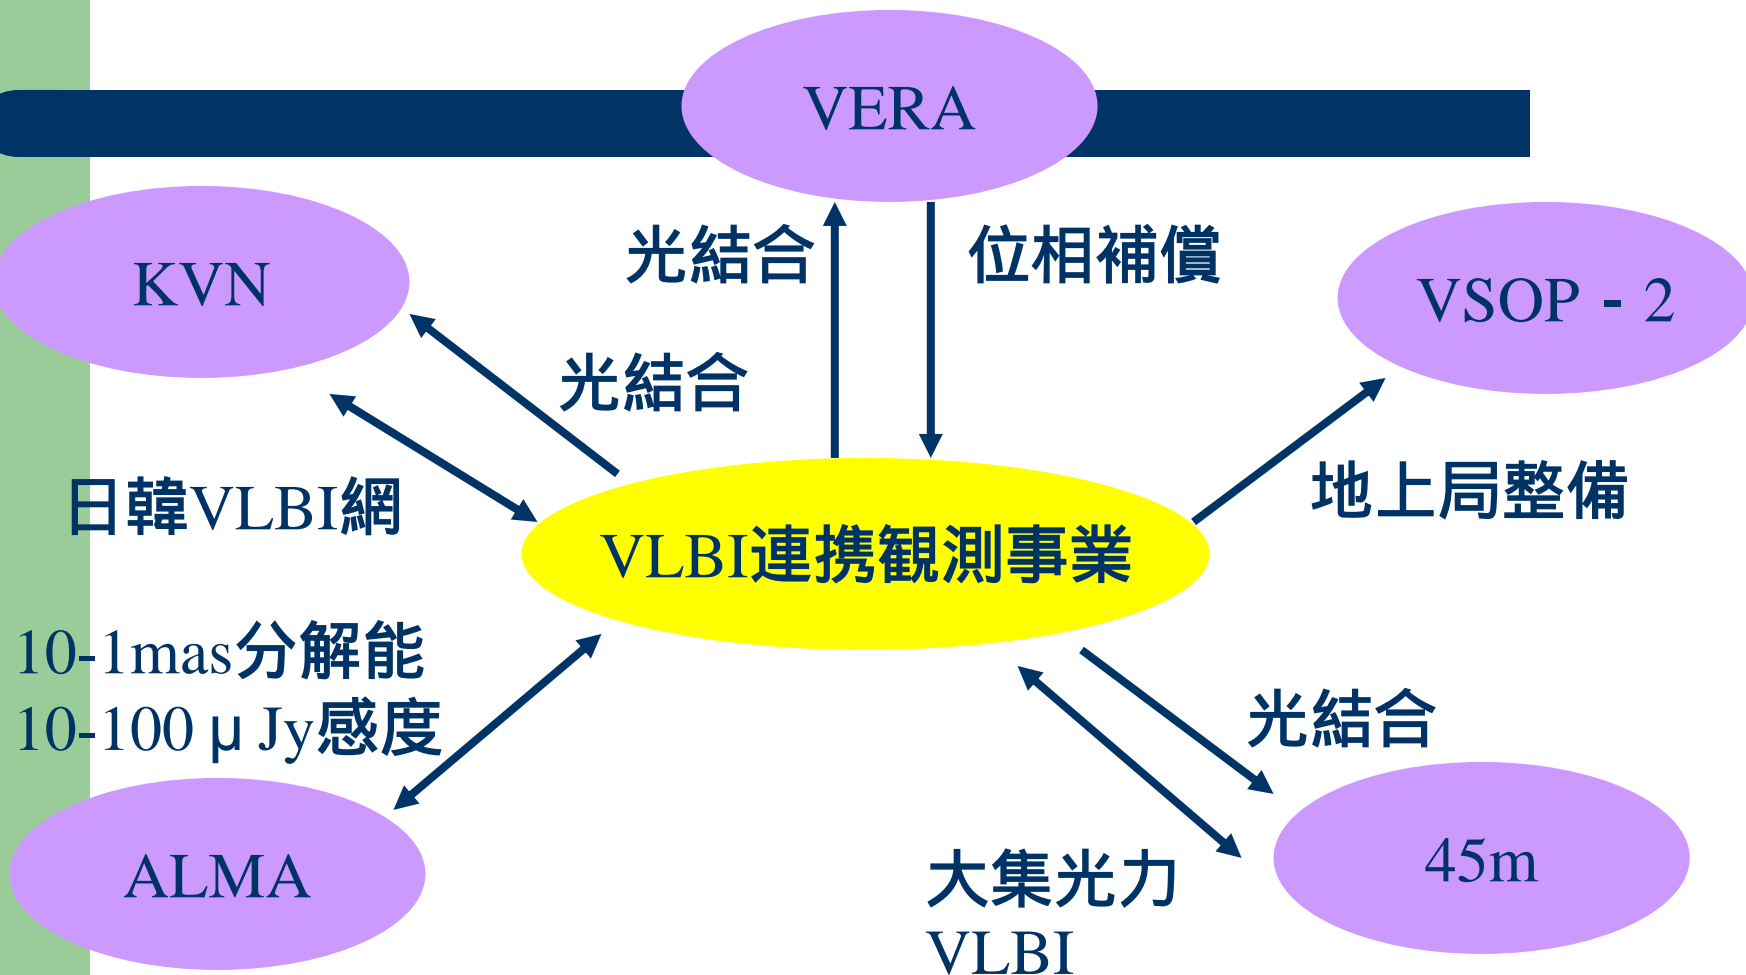 VERA
光結合
位相補償
KVN
VSOP - 2
光結合
日韓VLBI網
地上局整備
VLBI連携観測事業
10-1mas分解能
10-100 μ Jy感度
光結合
ALMA
大集光力
VLBI
45m